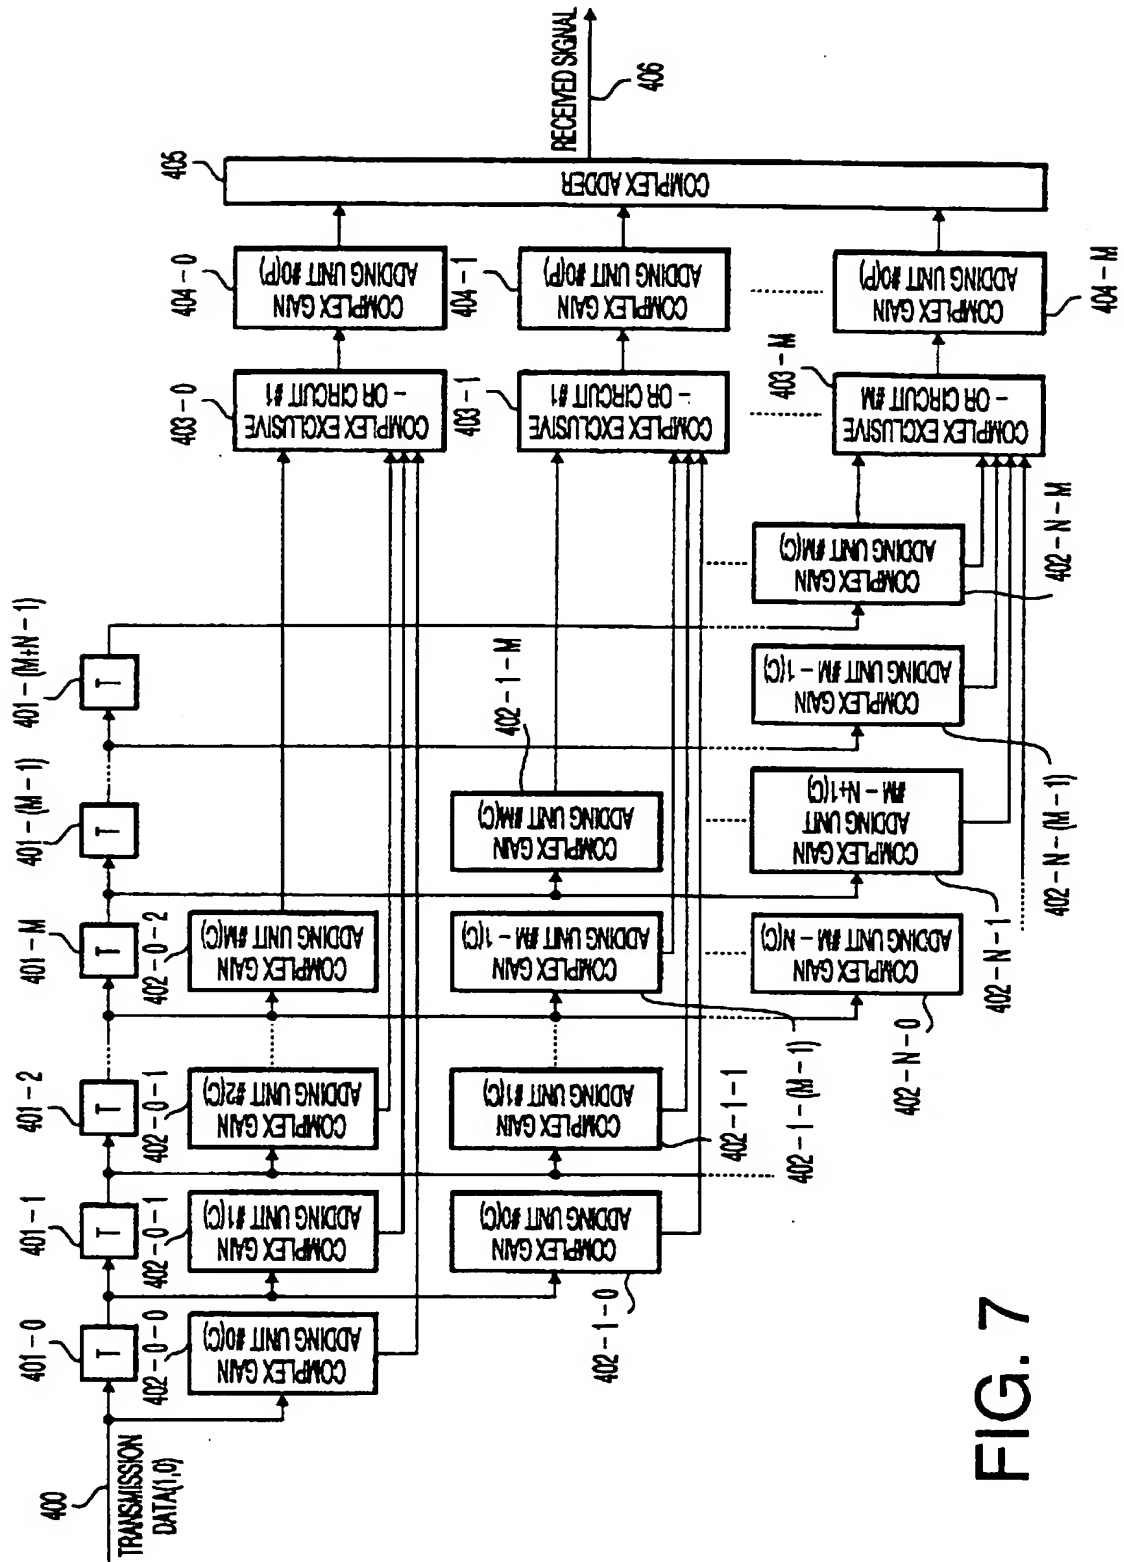 400
TRANSMISSION
DATA(1,0)
401-0
T
401-1
T
401-2
T
401-M
T
401-(M-1)
T
401-(M+N-1)
T
402-0-0
COMPLEX GAIN
ADDING UNIT #0(C)
402-0-1
COMPLEX GAIN
ADDING UNIT #1(C)
402-0-1
COMPLEX GAIN
ADDING UNIT #2(C)
402-0-2
COMPLEX GAIN
ADDING UNIT #M(C)
COMPLEX GAIN
ADDING UNIT #0(C)
402-1-0
COMPLEX GAIN
ADDING UNIT #1(C)
402-1-1
COMPLEX GAIN
ADDING UNIT #M-1(C)
402-1-(M-1)
COMPLEX GAIN
ADDING UNIT #M(C)
402-1-M
COMPLEX GAIN
ADDING UNIT #M-N(C)
402-N-0
COMPLEX GAIN
ADDING UNIT
#M-N+1(C)
402-N-1
COMPLEX GAIN
ADDING UNIT #M-1(C)
402-N-(M-1)
COMPLEX GAIN
ADDING UNIT #M(C)
402-N-M
403-0
COMPLEX EXCLUSIVE
-OR CIRCUIT #1
403-1
COMPLEX EXCLUSIVE
-OR CIRCUIT #1
403-M
COMPLEX EXCLUSIVE
-OR CIRCUIT #M
404-0
COMPLEX GAIN
ADDING UNIT #0(P)
404-1
COMPLEX GAIN
ADDING UNIT #0(P)
COMPLEX GAIN
ADDING UNIT #0(P)
404-M
405
COMPLEX ADDER
RECEIVED SIGNAL
406
FIG. 7